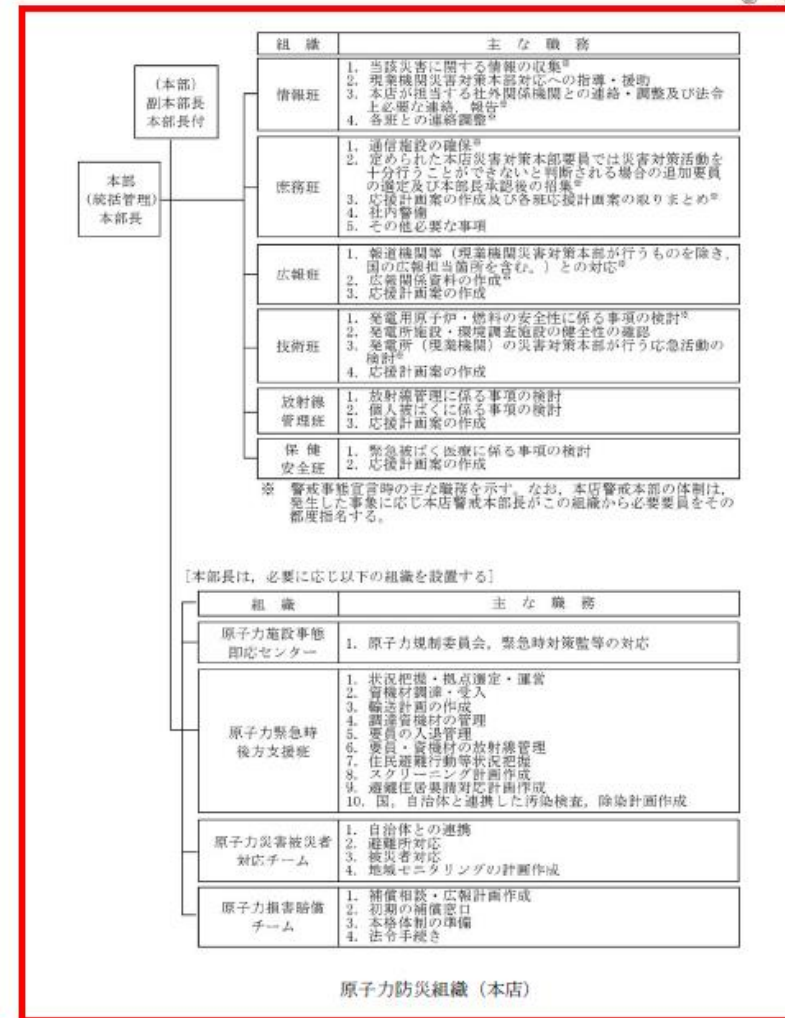 組織 主な職務
(本部)
副本部長
本部長付
本部
(統括管理)
本部長
情報班
1. 当該災害に関する情報の収集※
2. 現業機関災害対策本部対応への指導・援助
3. 本店が担当する社外関係機関との連絡・調整及び法令
上必要な連絡，報告※
4. 各班との連絡調整※
庶務班
1. 通信施設の確保※
2. 定められた本店災害対策本部要員では災害対策活動を
十分行うことができないと判断される場合の追加要員
の選定及び本部長承認後の招集※
3. 応援計画案の作成及び各班応援計画案の取りまとめ※
4. 社内警備
5. その他必要な事項
広報班
1. 報道機関等（現業機関災害対策本部が行うものを除き，
国の広報担当箇所を含む。）との対応※
2. 広報関係資料の作成※
3. 応援計画案の作成
技術班
1. 発電用原子炉・燃料の安全性に係る事項の検討※
2. 発電所施設・環境調査施設の健全性の確認
3. 発電所（現業機関）の災害対策本部が行う応急活動の
検討※
4. 応援計画案の作成
放射線
管理班
1. 放射線管理に係る事項の検討
2. 個人被ばくに係る事項の検討
3. 応援計画案の作成
保健
安全班
1. 緊急被ばく医療に係る事項の検討
2. 応援計画案の作成
※ 警戒事態宣言時の主な職務を示す。なお，本店警戒本部の体制は，
発生した事象に応じ本店警戒本部長がこの組織から必要要員をその
都度指名する。
[本部長は，必要に応じ以下の組織を設置する]
組織 主な職務
原子力施設事態
即応センター
1. 原子力規制委員会，緊急時対策監等の対応
原子力緊急時
後方支援班
1. 状況把握・拠点選定・運営
2. 資機材調達・受入
3. 輸送計画の作成
4. 調達資機材の管理
5. 要員の入退管理
6. 要員・資機材の放射線管理
7. 住民避難行動等状況把握
8. スクリーニング計画作成
9. 避難住居要請対応計画作成
10. 国，自治体と連携した汚染検査，除染計画作成
原子力災害被災者
対応チーム
1. 自治体との連携
2. 避難所対応
3. 被災者対応
4. 地域モニタリングの計画作成
原子力損害賠償
チーム
1. 補償相談・広報計画作成
2. 初期の補償窓口
3. 本格体制の準備
4. 法令手続き
原子力防災組織（本店）